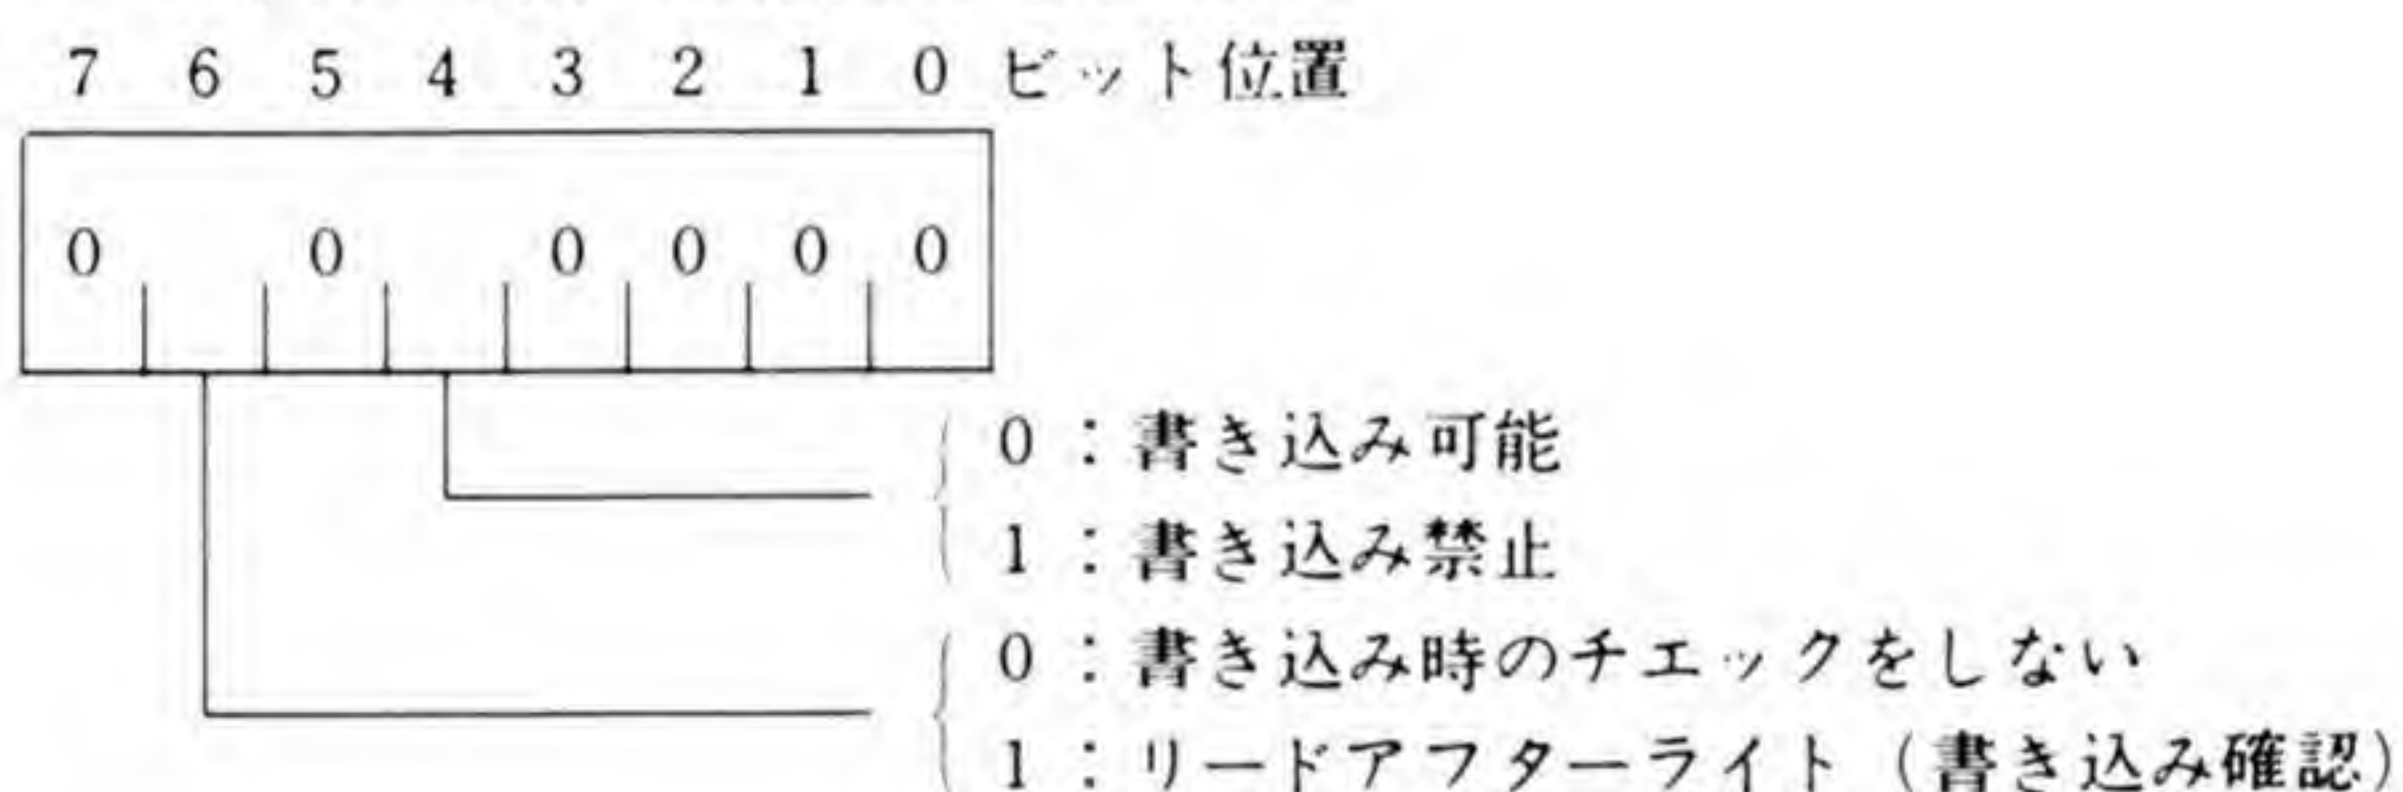 7 6 5 4 3 2 1 0 ビット位置
0 0 0 0 0 0
0：書き込み可能
1：書き込み禁止
0：書き込み時のチェックをしない
1：リードアフターライト（書き込み確認）